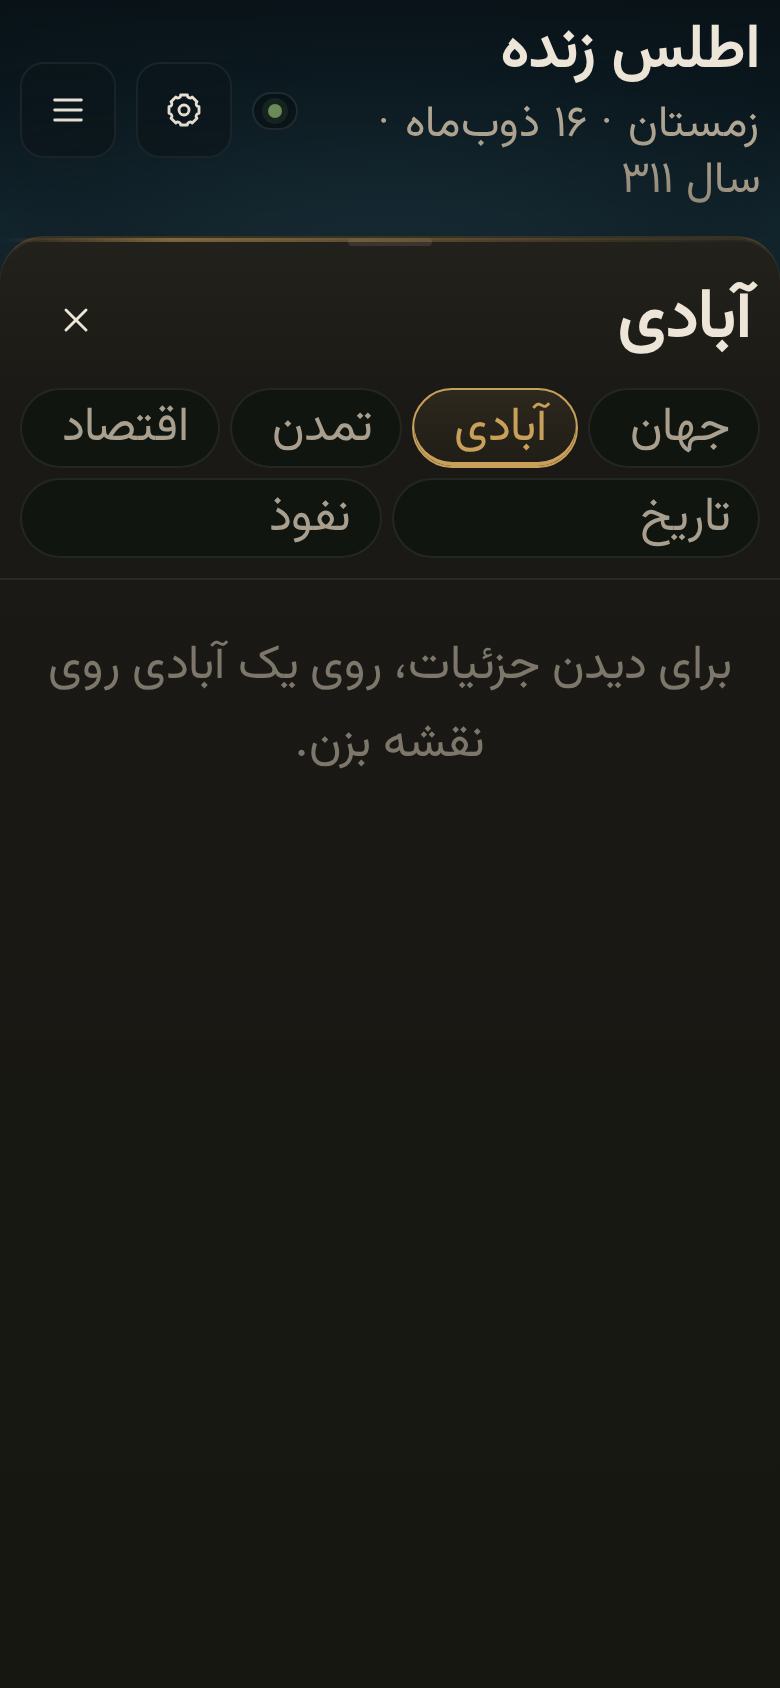 اطلس زنده
زمستان · ۱۶ ذوب‌ماه ·
سال ۳۱۱
آبادی
جهان
آبادی
تمدن
اقتصاد
تاریخ
نفوذ
برای دیدن جزئیات، روی یک آبادی روی
نقشه بزن.